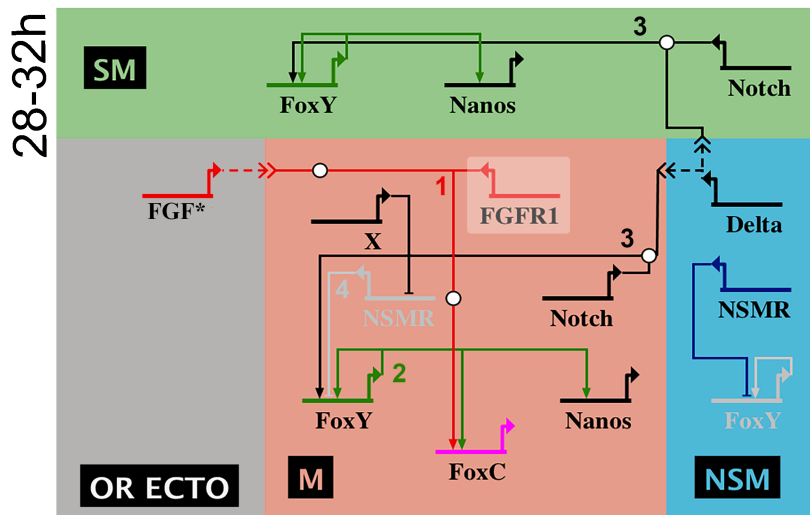 28-32h
SM
3
FoxY
Nanos
Notch
FGF*
1
FGFR1
X
3
Delta
4
NSMR
Notch
NSMR
2
FoxY
Nanos
FoxY
FoxC
OR ECTO
M
NSM